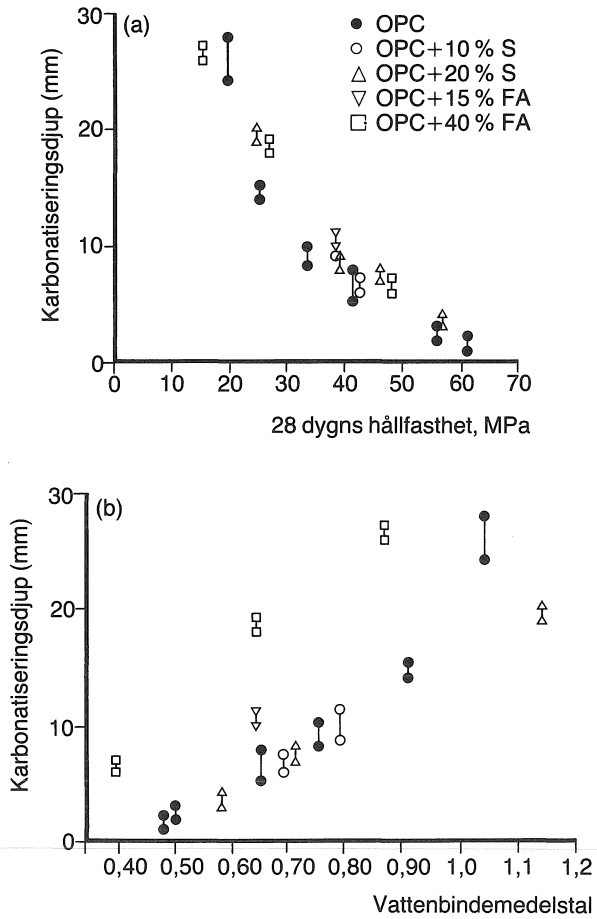 30
(a)
OPC
OPC+10 % S
OPC+20 % S
OPC+15 % FA
OPC+40 % FA
20
10
0
Karbonatiseringsdjup (mm)
0 10 20 30 40 50 60 70
28 dygns hållfasthet, MPa
30
(b)
20
10
0
Karbonatiseringsdjup (mm)
0,40 0,50 0,60 0,70 0,80 0,90 1,0 1,1 1,2
Vattenbindemedelstal